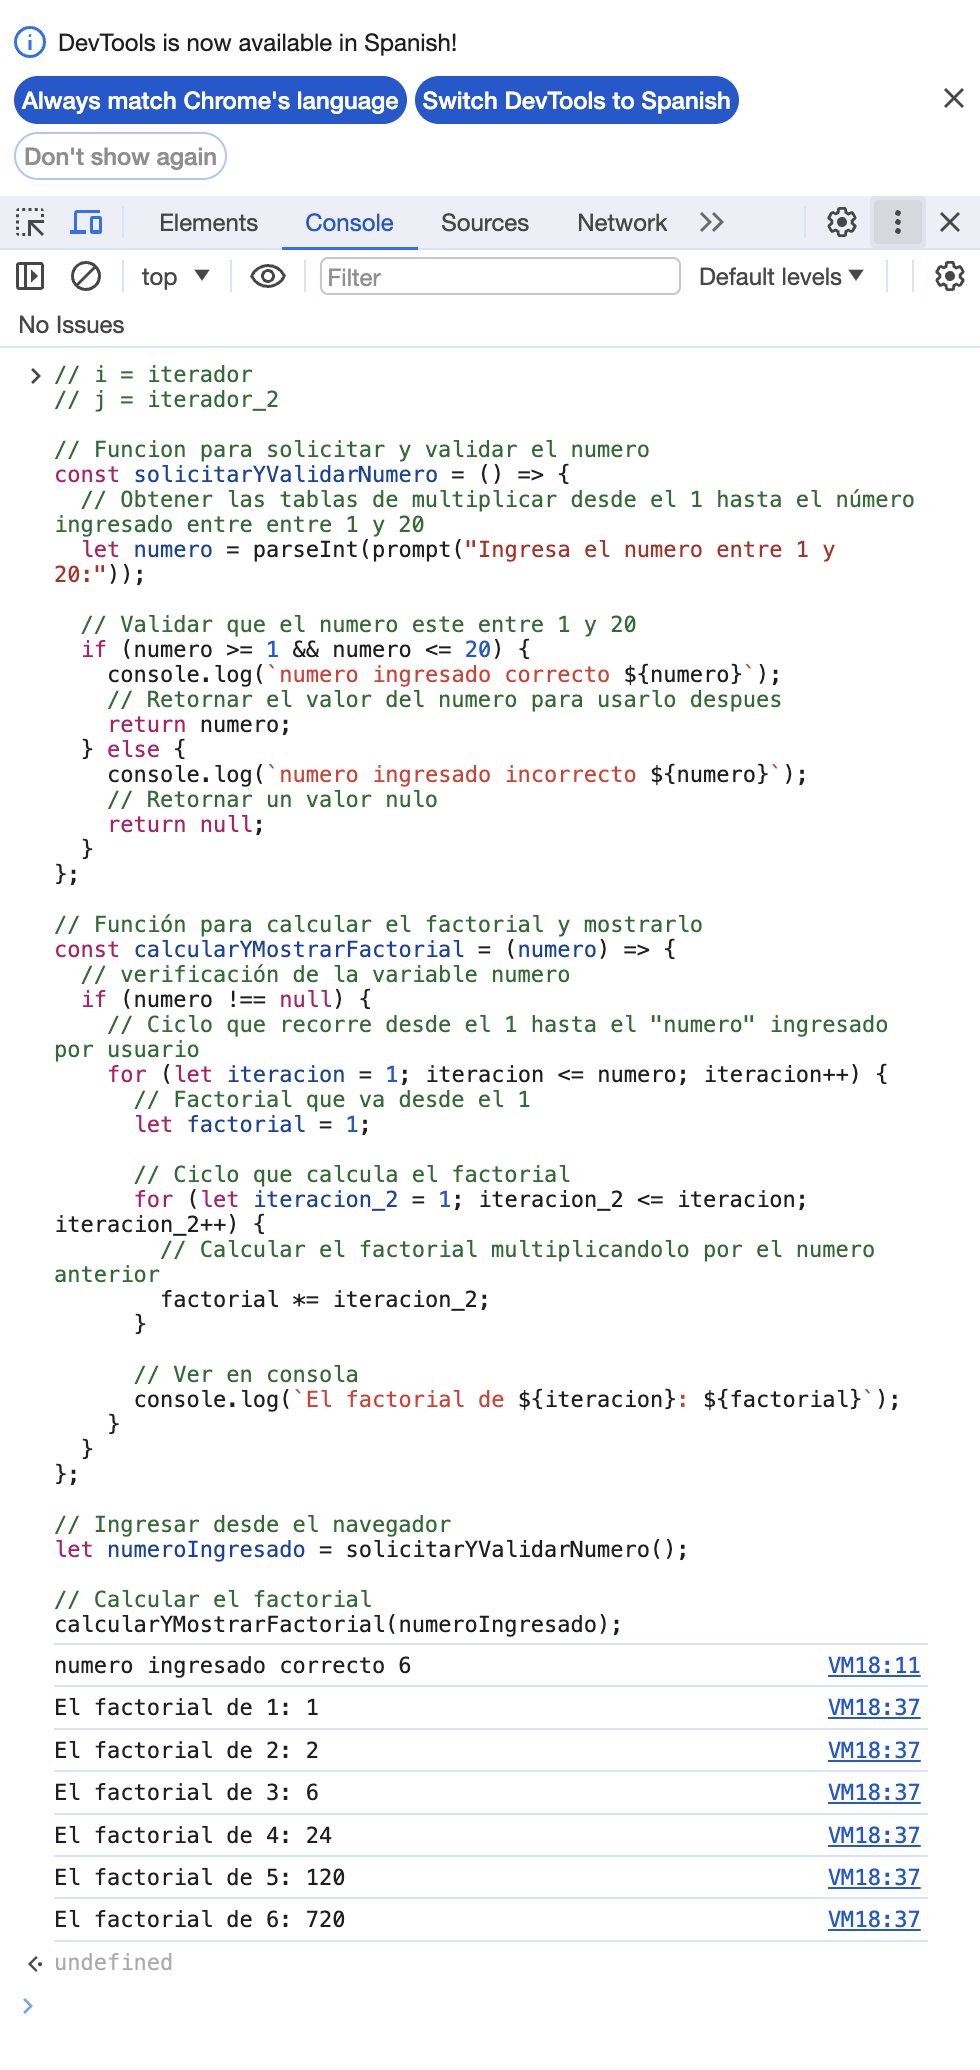 DevTools is now available in Spanish!
Always match Chrome's language Switch DevTools to Spanish
Don't show again
Elements Console Sources Network
top Filter Default levels
No Issues
// i = iterador
// j = iterador_2
// Funcion para solicitar y validar el numero
const solicitarYValidarNumero = () => {
// Obtener las tablas de multiplicar desde el 1 hasta el número
ingresado entre entre 1 y 20
let numero = parseInt(prompt("Ingresa el numero entre 1 y
20:"));
// Validar que el numero este entre 1 y 20
if (numero >= 1 && numero <= 20) {
console.log(`numero ingresado correcto ${numero}`);
// Retornar el valor del numero para usarlo despues
return numero;
} else {
console.log(`numero ingresado incorrecto ${numero}`);
// Retornar un valor nulo
return null;
}
};
// Función para calcular el factorial y mostrarlo
const calcularYMostrarFactorial = (numero) => {
// verificación de la variable numero
if (numero !== null) {
// Ciclo que recorre desde el 1 hasta el "numero" ingresado
por usuario
for (let iteracion = 1; iteracion <= numero; iteracion++) {
// Factorial que va desde el 1
let factorial = 1;
// Ciclo que calcula el factorial
for (let iteracion_2 = 1; iteracion_2 <= iteracion;
iteracion_2++) {
// Calcular el factorial multiplicandolo por el numero
anterior
factorial *= iteracion_2;
}
// Ver en consola
console.log(`El factorial de ${iteracion}: ${factorial}`);
}
}
};
// Ingresar desde el navegador
let numeroIngresado = solicitarYValidarNumero();
// Calcular el factorial
calcularYMostrarFactorial(numeroIngresado);
numero ingresado correcto 6 VM18:11
El factorial de 1: 1 VM18:37
El factorial de 2: 2 VM18:37
El factorial de 3: 6 VM18:37
El factorial de 4: 24 VM18:37
El factorial de 5: 120 VM18:37
El factorial de 6: 720 VM18:37
undefined